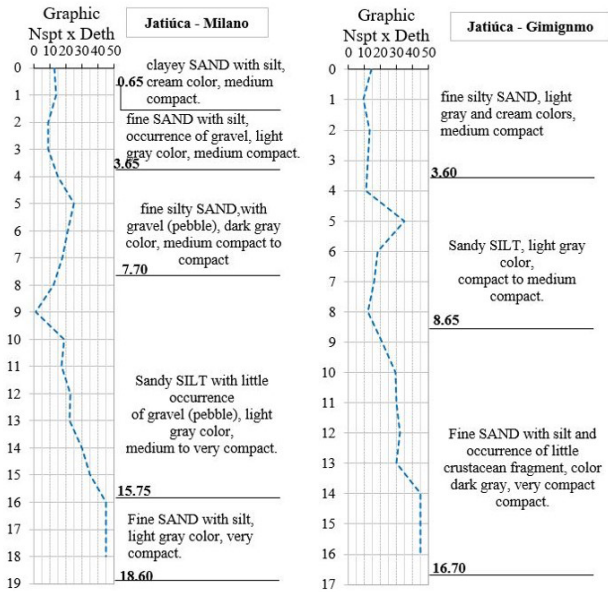 Graphic
Nspt x Deth
0 10 20 30 40 50
Jatiúca - Milano
0
1
2
3
4
5
6
7
8
9
10
11
12
13
14
15
16
17
18
19
clayey SAND with silt,
cream color, medium
compact.
0.65
fine SAND with silt,
occurrence of gravel, light
gray color, medium compact.
3.65
fine silty SAND,with
gravel (pebble), dark gray
color, medium compact to
compact
7.70
Sandy SILT with little
occurrence
of gravel (pebble), light
gray color,
medium to very compact.
15.75
Fine SAND with silt,
light gray color, very
compact.
18.60
Graphic
Nspt x Deth
0 10 20 30 40 50
Jatiúca - Gimignmo
0
1
2
3
4
5
6
7
8
9
10
11
12
13
14
15
16
17
fine silty SAND, light
gray and cream colors,
medium compact
3.60
Sandy SILT, light gray
color,
compact to medium
compact.
8.65
Fine SAND with silt and
occurrence of little
crustacean fragment, color
dark gray, very compact
compact.
16.70